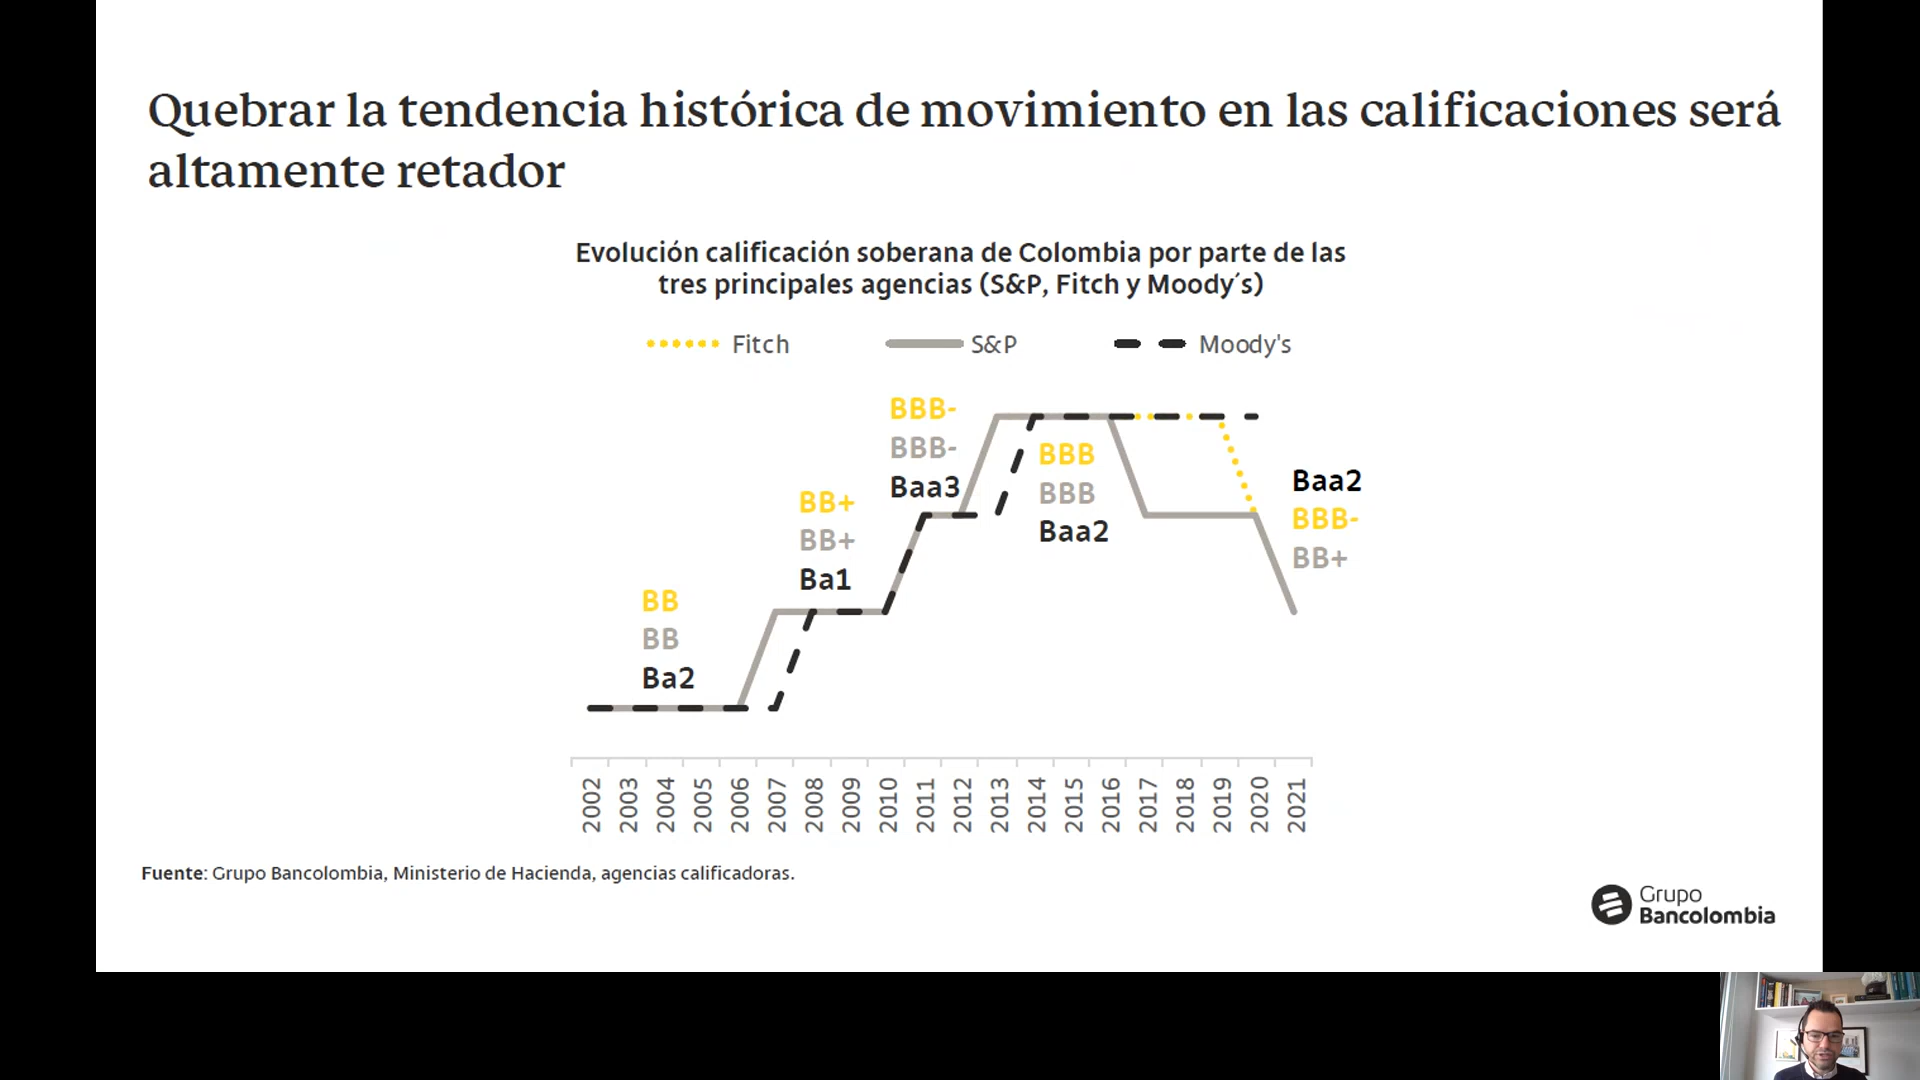 Quebrar la tendencia histórica de movimiento en las calificaciones será
altamente retador
Evolución calificación soberana de Colombia por parte de las
tres principales agencias (S&P, Fitch y Moody´s)
Fitch
S&P
Moody's
BB
BB
Ba2
BB+
BB+
Ba1
BBB-
BBB-
Baa3
BBB
BBB
Baa2
Baa2
BBB-
BB+
2002
2003
2004
2005
2006
2007
2008
2009
2010
2011
2012
2013
2014
2015
2016
2017
2018
2019
2020
2021
Fuente: Grupo Bancolombia, Ministerio de Hacienda, agencias calificadoras.
Grupo
Bancolombia